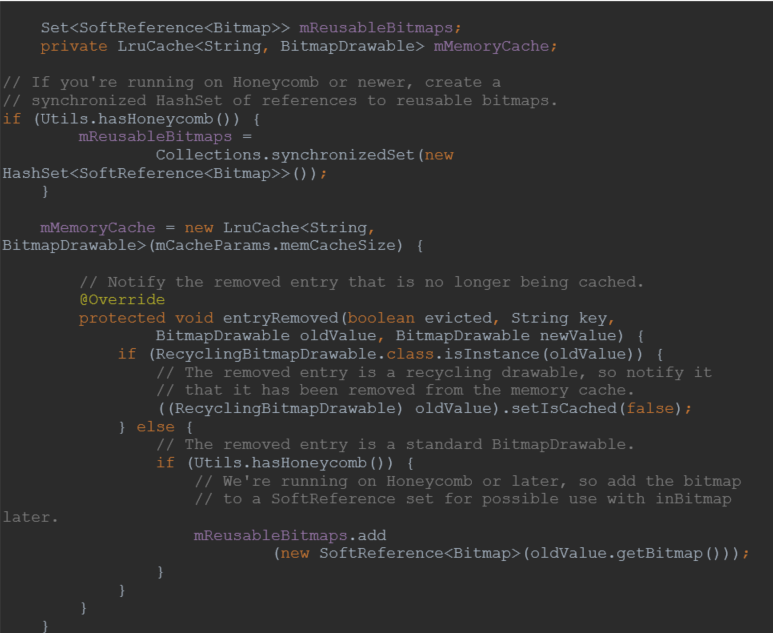 Set<SoftReference<Bitmap>> mReusableBitmaps;
private LruCache<String, BitmapDrawable> mMemoryCache;
// If you're running on Honeycomb or newer, create a
// synchronized HashSet of references to reusable bitmaps.
if (Utils.hasHoneycomb()) {
mReusableBitmaps =
Collections.synchronizedSet(new
HashSet<SoftReference<Bitmap>>());
}
mMemoryCache = new LruCache<String,
BitmapDrawable>(mCacheParams.memCacheSize) {
// Notify the removed entry that is no longer being cached.
@Override
protected void entryRemoved(boolean evicted, String key,
BitmapDrawable oldValue, BitmapDrawable newValue) {
if (RecyclingBitmapDrawable.class.isInstance(oldValue)) {
// The removed entry is a recycling drawable, so notify it
// that it has been removed from the memory cache.
((RecyclingBitmapDrawable) oldValue).setIsCached(false);
} else {
// The removed entry is a standard BitmapDrawable.
if (Utils.hasHoneycomb()) {
// We're running on Honeycomb or later, so add the bitmap
// to a SoftReference set for possible use with inBitmap
later.
mReusableBitmaps.add
(new SoftReference<Bitmap>(oldValue.getBitmap()));
}
}
}
}